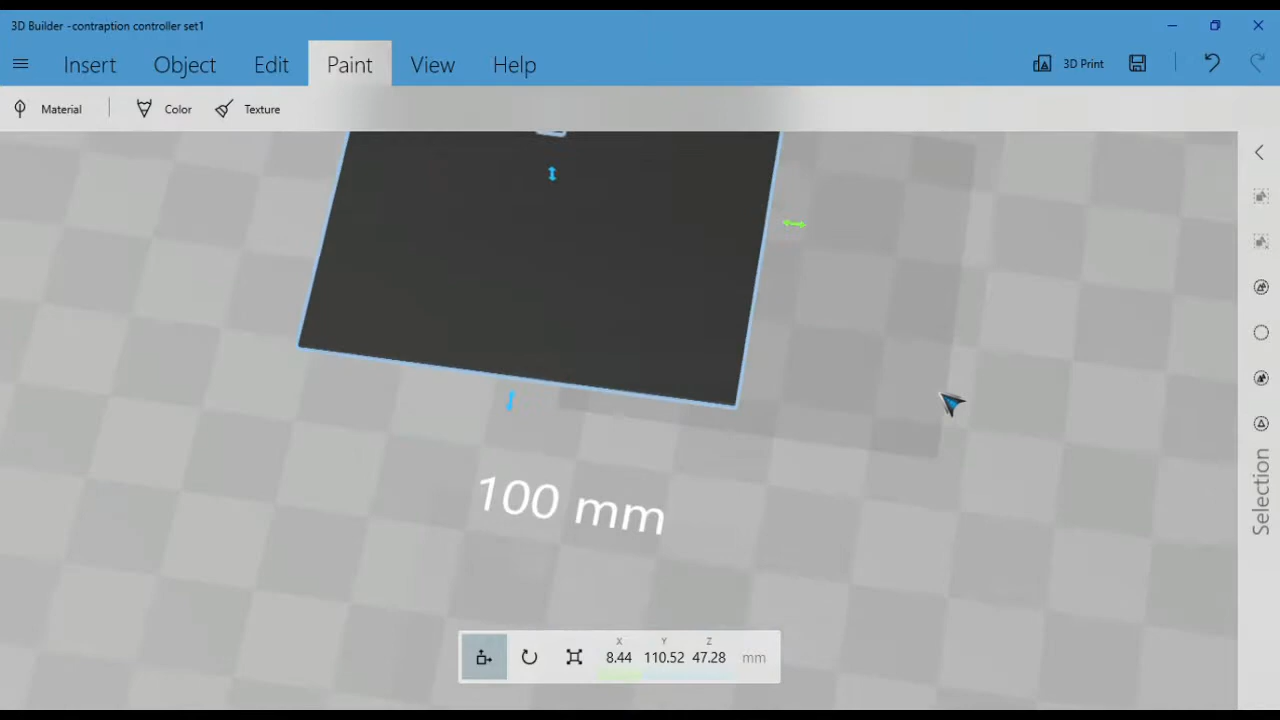 3D Builder -contraption controller set1
Insert Object Edit Paint View Help 3D Print
Material Color Texture
100 mm
Selection
X Y Z
8.44 110.52 47.28 mm